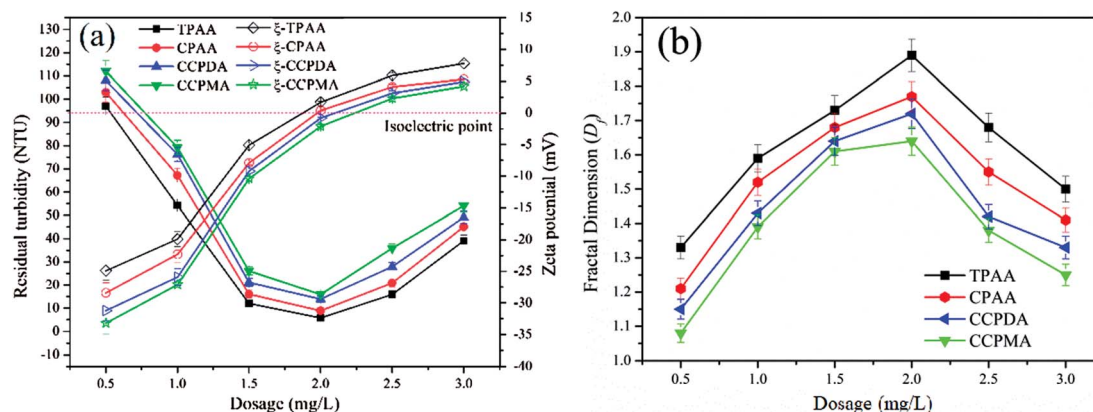 (a)
TPAA
CPAA
CCPDA
CCPMA
ξ-TPAA
ξ-CPAA
ξ-CCPDA
ξ-CCPMA
Isoelectric point
Residual turbidity (NTU)
130
120
110
100
90
80
70
60
50
40
30
20
10
0
-10
Zeta potential (mV)
15
10
5
0
-5
-10
-15
-20
-25
-30
-35
-40
0.5 1.0 1.5 2.0 2.5 3.0
Dosage (mg/L)
(b)
Fractal Dimension (Df)
2.0
1.9
1.8
1.7
1.6
1.5
1.4
1.3
1.2
1.1
1.0
TPAA
CPAA
CCPDA
CCPMA
0.5 1.0 1.5 2.0 2.5 3.0
Dosage (mg/L)